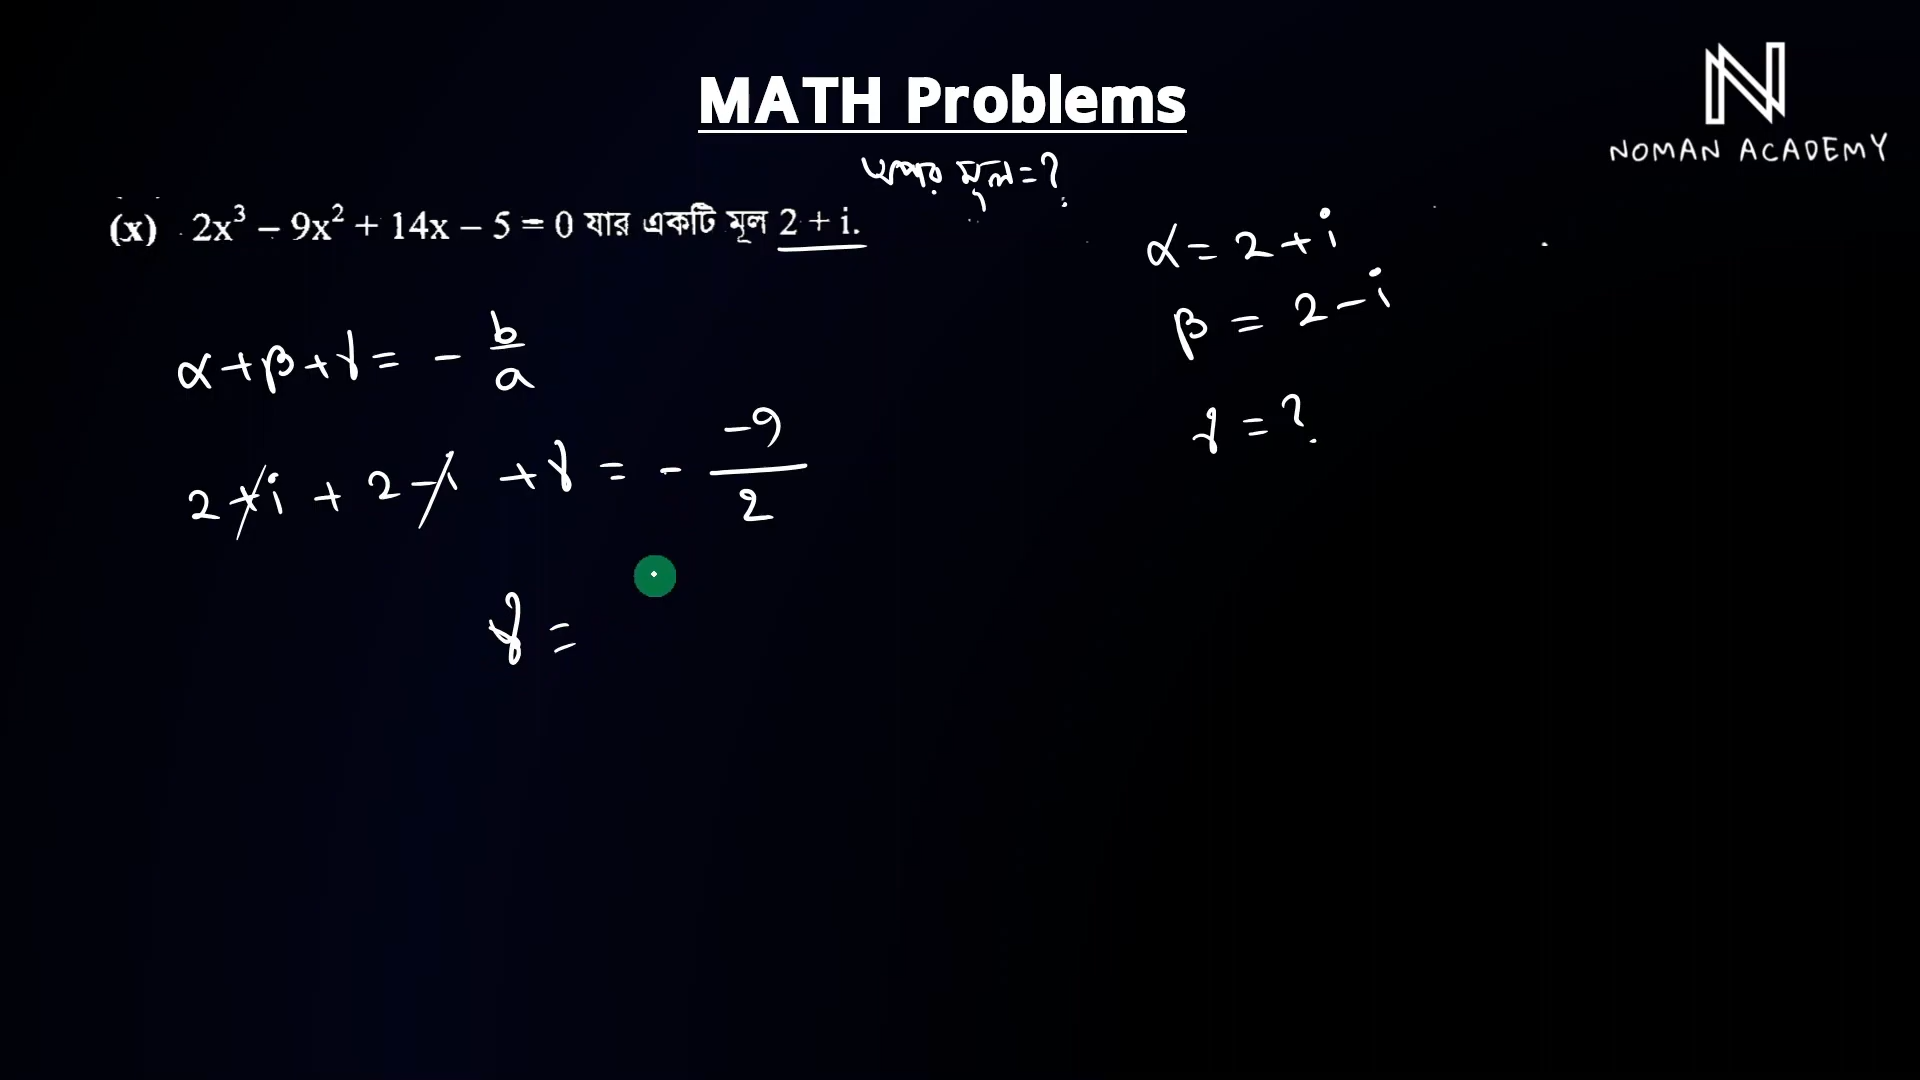 MATH Problems
NOMAN ACADEMY
অপর মূল = ?
(x) 2x³ – 9x² + 14x – 5 = 0 যার একটি মূল 2 + i.
α = 2 + i
β = 2 - i
γ = ?
α + β + γ = - b/a
2 + i + 2 - i + γ = - -9/2
γ =